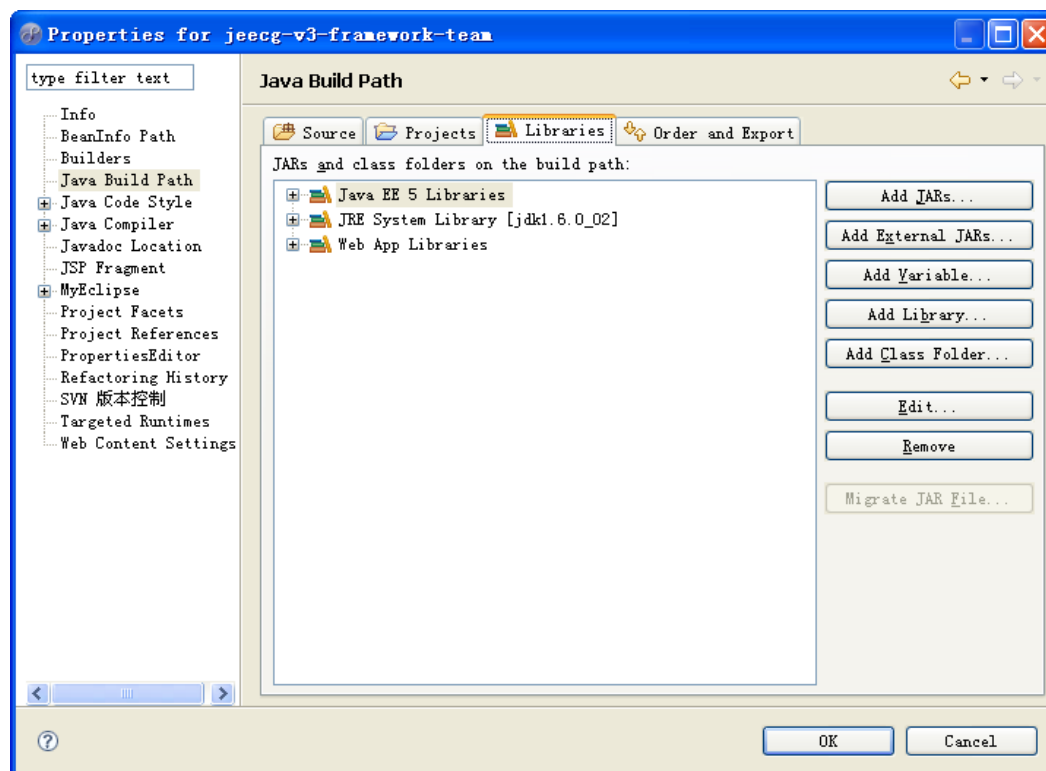 Properties for jeecg-v3-framework-team
type filter text
Java Build Path
Info
BeanInfo Path
Builders
Java Build Path
Java Code Style
Java Compiler
Javadoc Location
JSP Fragment
MyEclipse
Project Facets
Project References
PropertiesEditor
Refactoring History
SVN 版本控制
Targeted Runtimes
Web Content Settings
Source
Projects
Libraries
Order and Export
JARs and class folders on the build path:
Java EE 5 Libraries
JRE System Library [jdk1.6.0_02]
Web App Libraries
Add JARs...
Add External JARs...
Add Variable...
Add Library...
Add Class Folder...
Edit...
Remove
Migrate JAR File...
OK
Cancel